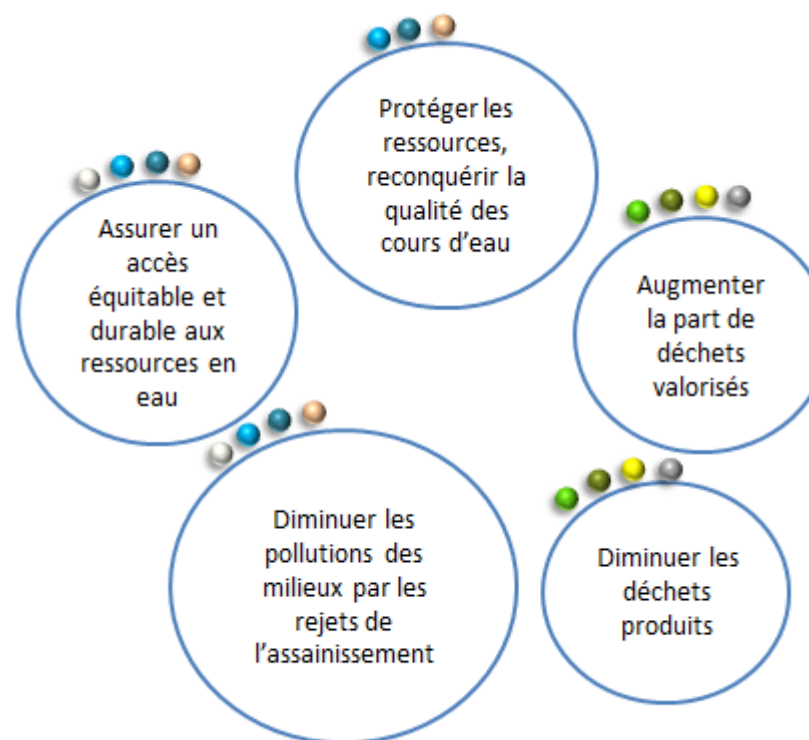 Protéger les
ressources,
reconquérir la
qualité des
cours d’eau
Assurer un
accès
équitable et
durable aux
ressources en
eau
Augmenter
la part de
déchets
valorisés
Diminuer les
pollutions des
milieux par les
rejets de
l’assainissement
Diminuer les
déchets
produits